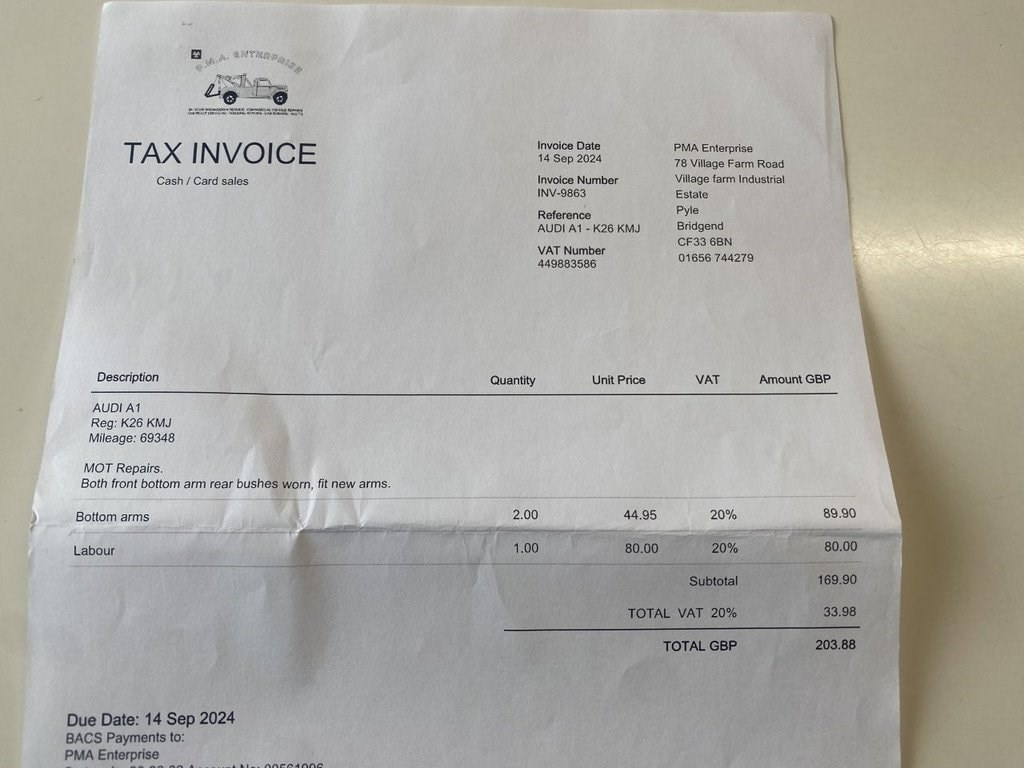 P.M.A. ENTERPRISE
TAX INVOICE
Cash / Card sales
Invoice Date
14 Sep 2024
Invoice Number
INV-9863
Reference
AUDI A1 - K26 KMJ
VAT Number
449883586
PMA Enterprise
78 Village Farm Road
Village farm Industrial
Estate
Pyle
Bridgend
CF33 6BN
01656 744279
Description Quantity Unit Price VAT Amount GBP
AUDI A1
Reg: K26 KMJ
Mileage: 69348
MOT Repairs.
Both front bottom arm rear bushes worn, fit new arms.
Bottom arms 2.00 44.95 20% 89.90
Labour 1.00 80.00 20% 80.00
Subtotal 169.90
TOTAL VAT 20% 33.98
TOTAL GBP 203.88
Due Date: 14 Sep 2024
BACS Payments to:
PMA Enterprise
Account No: